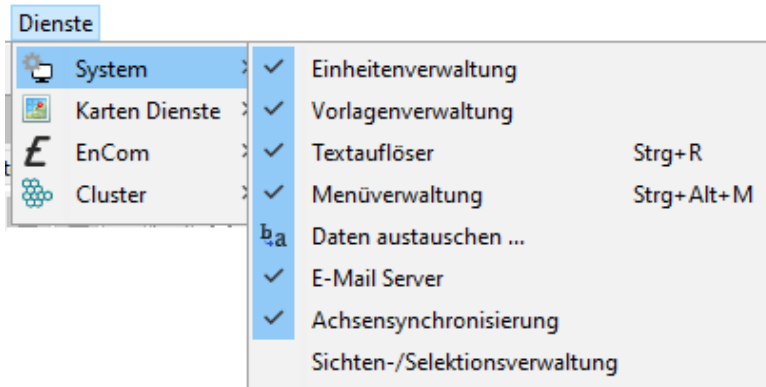 Dienste
System
Karten Dienste
EnCom
Cluster
Einheitenverwaltung
Vorlagenverwaltung
Textauflöser Strg+R
Menüverwaltung Strg+Alt+M
Daten austauschen ...
E-Mail Server
Achsensynchronisierung
Sichten-/Selektionsverwaltung